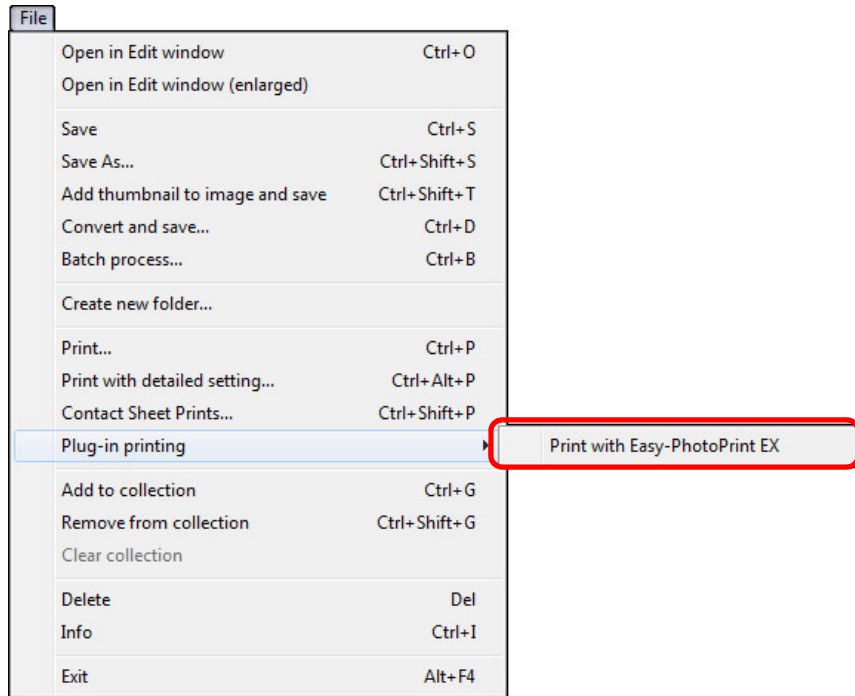 File
Open in Edit window Ctrl+O
Open in Edit window (enlarged)
Save Ctrl+S
Save As... Ctrl+Shift+S
Add thumbnail to image and save Ctrl+Shift+T
Convert and save... Ctrl+D
Batch process... Ctrl+B
Create new folder...
Print... Ctrl+P
Print with detailed setting... Ctrl+Alt+P
Contact Sheet Prints... Ctrl+Shift+P
Plug-in printing Print with Easy-PhotoPrint EX
Add to collection Ctrl+G
Remove from collection Ctrl+Shift+G
Clear collection
Delete Del
Info Ctrl+I
Exit Alt+F4